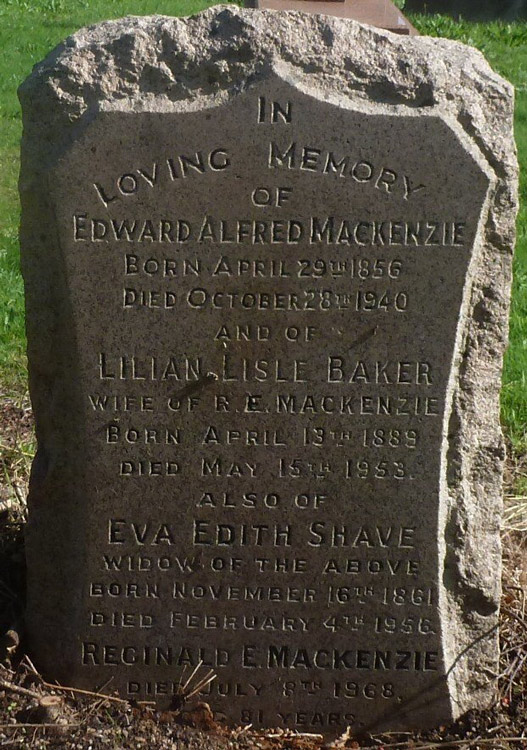 IN
LOVING MEMORY
OF
EDWARD ALFRED MACKENZIE
BORN APRIL 29TH 1856
DIED OCTOBER 28TH 1940
AND OF
LILIAN LISLE BAKER
WIFE OF R.E. MACKENZIE
BORN APRIL 13TH 1889
DIED MAY 15TH 1953.
ALSO OF
EVA EDITH SHAVE
WIDOW OF THE ABOVE
BORN NOVEMBER 16TH 1861
DIED FEBRUARY 4TH 1956.
REGINALD E. MACKENZIE
DIED JULY 8TH 1968.
81 YEARS.